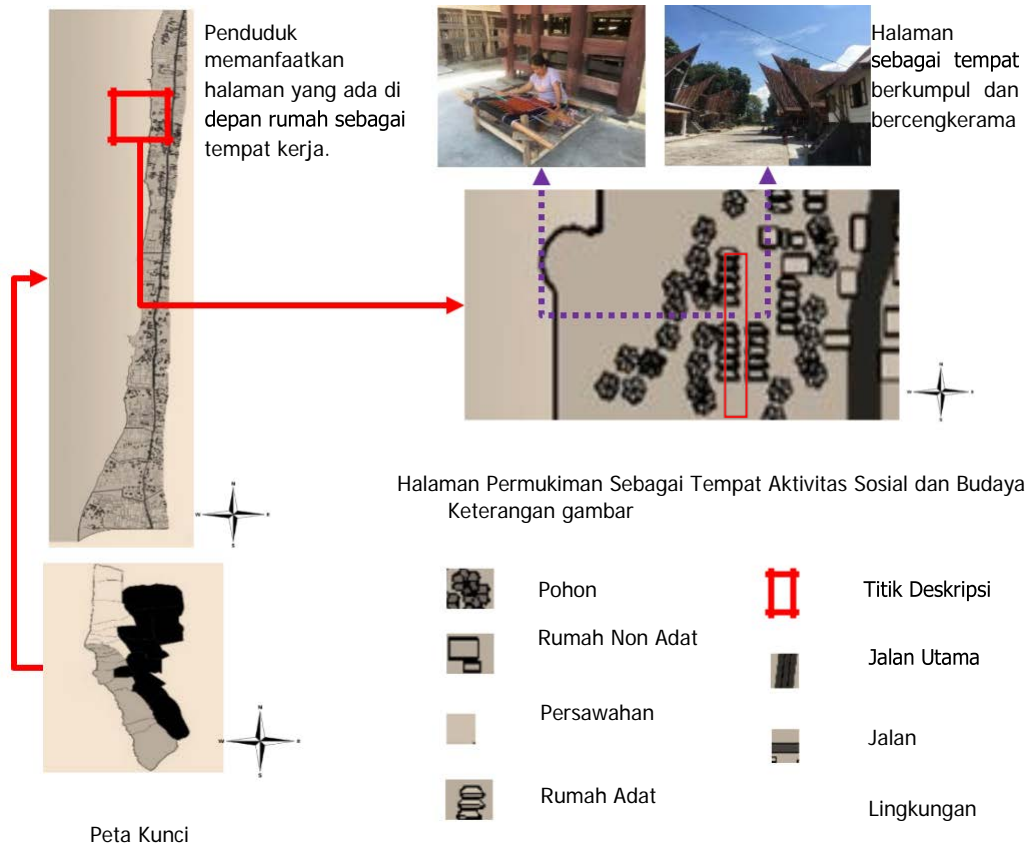 Penduduk
memanfaatkan
halaman yang ada di
depan rumah sebagai
tempat kerja.
Halaman
sebagai tempat
berkumpul dan
bercengkerama
Halaman Permukiman Sebagai Tempat Aktivitas Sosial dan Budaya
Keterangan gambar
Pohon
Titik Deskripsi
Rumah Non Adat
Jalan Utama
Persawahan
Jalan
Rumah Adat
Lingkungan
Peta Kunci
N
W
S
N
W
S
N
W
S